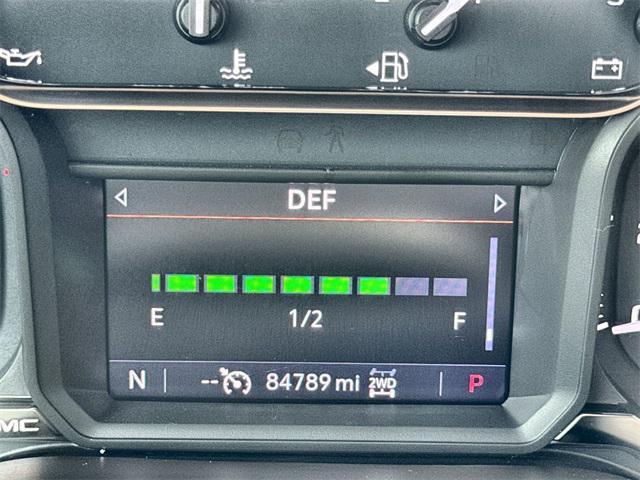 DEF
E 1/2 F
N -- 84789 mi 2WD P
MC